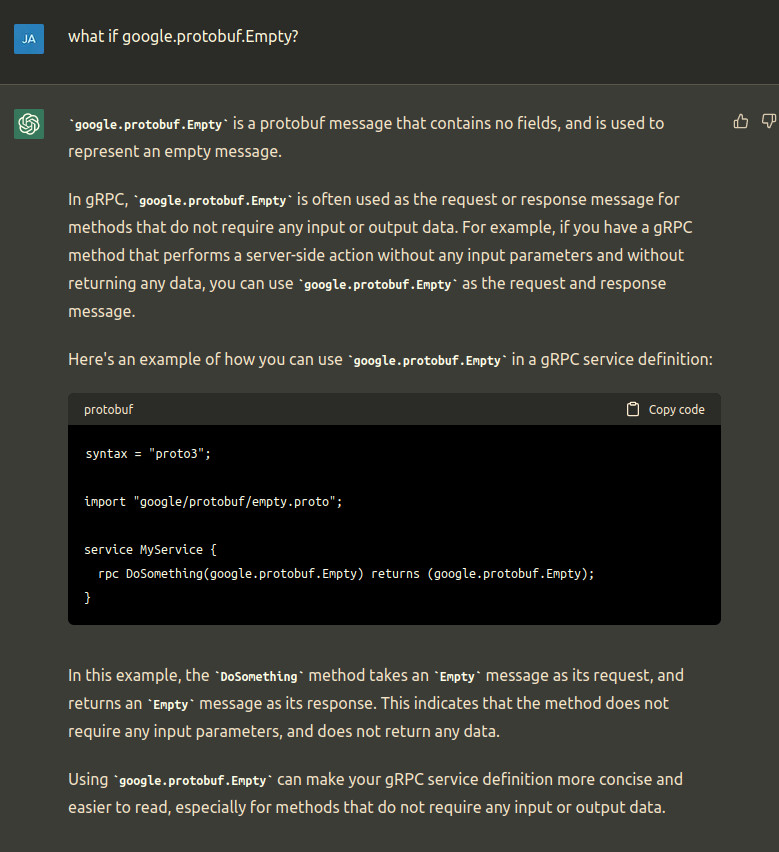 JA
what if google.protobuf.Empty?
`google.protobuf.Empty` is a protobuf message that contains no fields, and is used to
represent an empty message.
In gRPC, `google.protobuf.Empty` is often used as the request or response message for
methods that do not require any input or output data. For example, if you have a gRPC
method that performs a server-side action without any input parameters and without
returning any data, you can use `google.protobuf.Empty` as the request and response
message.
Here's an example of how you can use `google.protobuf.Empty` in a gRPC service definition:
protobuf
Copy code
syntax = "proto3";
import "google/protobuf/empty.proto";
service MyService {
  rpc DoSomething(google.protobuf.Empty) returns (google.protobuf.Empty);
}
In this example, the `DoSomething` method takes an `Empty` message as its request, and
returns an `Empty` message as its response. This indicates that the method does not
require any input parameters, and does not return any data.
Using `google.protobuf.Empty` can make your gRPC service definition more concise and
easier to read, especially for methods that do not require any input or output data.